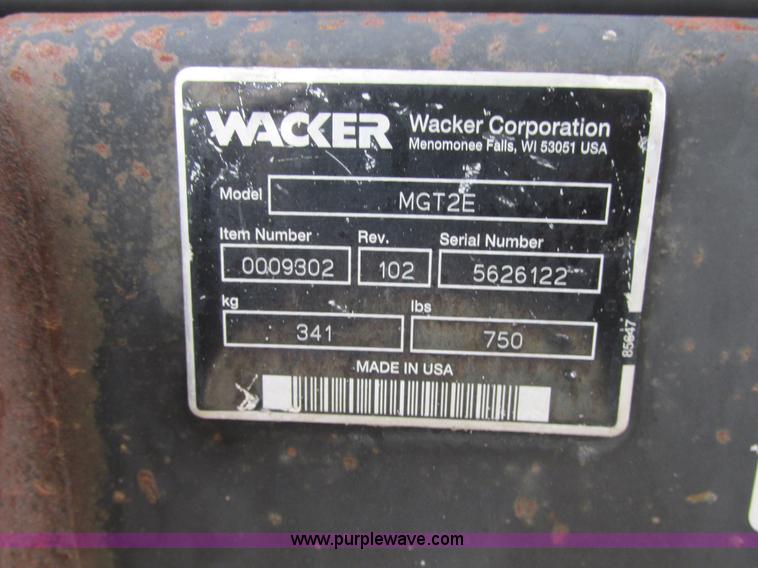 WACKER
Wacker Corporation
Menomonee Falls, WI 53051 USA
Model MGT2E
Item Number Rev. Serial Number
0009302 102 5626122
kg lbs
341 750
MADE IN USA
85647
www.purplewave.com